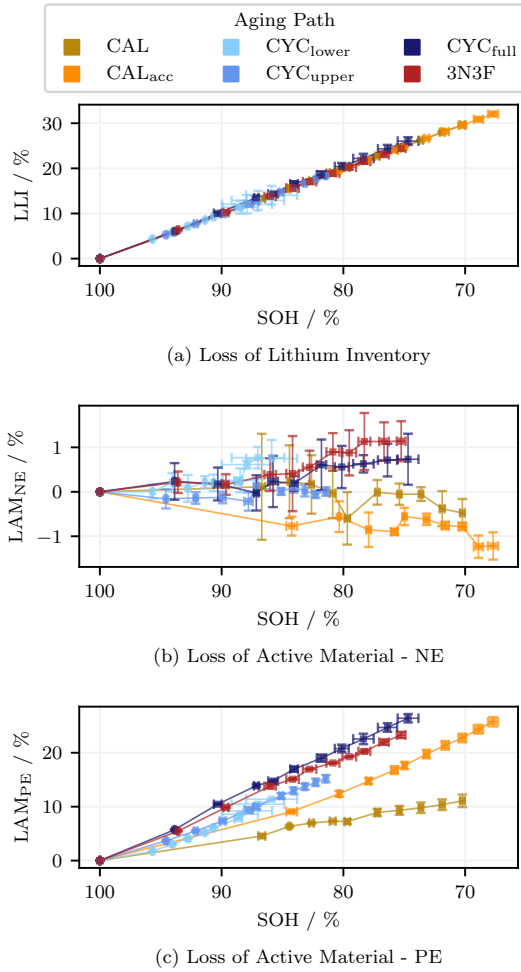 Aging Path
CAL CYC_lower CYC_full
CAL_acc CYC_upper 3N3F
LLI / %
30
20
10
0
100 90 80 70
SOH / %
(a) Loss of Lithium Inventory
LAM_NE / %
1
0
−1
100 90 80 70
SOH / %
(b) Loss of Active Material - NE
LAM_PE / %
20
10
0
100 90 80 70
SOH / %
(c) Loss of Active Material - PE